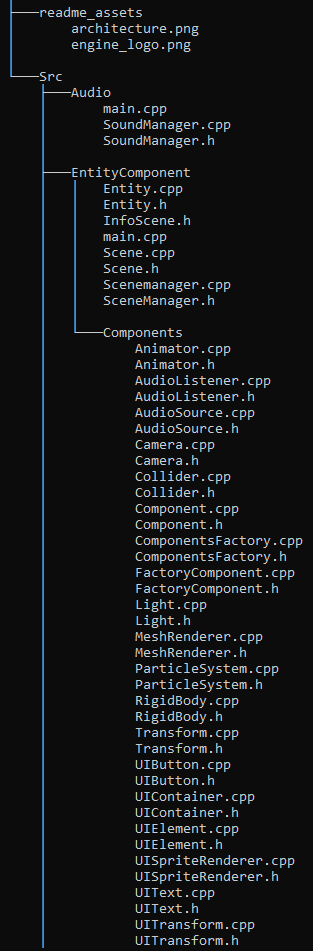 readme_assets
architecture.png
engine_logo.png
Src
Audio
main.cpp
SoundManager.cpp
SoundManager.h
EntityComponent
Entity.cpp
Entity.h
InfoScene.h
main.cpp
Scene.cpp
Scene.h
Scenemanager.cpp
SceneManager.h
Components
Animator.cpp
Animator.h
AudioListener.cpp
AudioListener.h
AudioSource.cpp
AudioSource.h
Camera.cpp
Camera.h
Collider.cpp
Collider.h
Component.cpp
Component.h
ComponentsFactory.cpp
ComponentsFactory.h
FactoryComponent.cpp
FactoryComponent.h
Light.cpp
Light.h
MeshRenderer.cpp
MeshRenderer.h
ParticleSystem.cpp
ParticleSystem.h
RigidBody.cpp
RigidBody.h
Transform.cpp
Transform.h
UIButton.cpp
UIButton.h
UIContainer.cpp
UIContainer.h
UIElement.cpp
UIElement.h
UISpriteRenderer.cpp
UISpriteRenderer.h
UIText.cpp
UIText.h
UITransform.cpp
UITransform.h